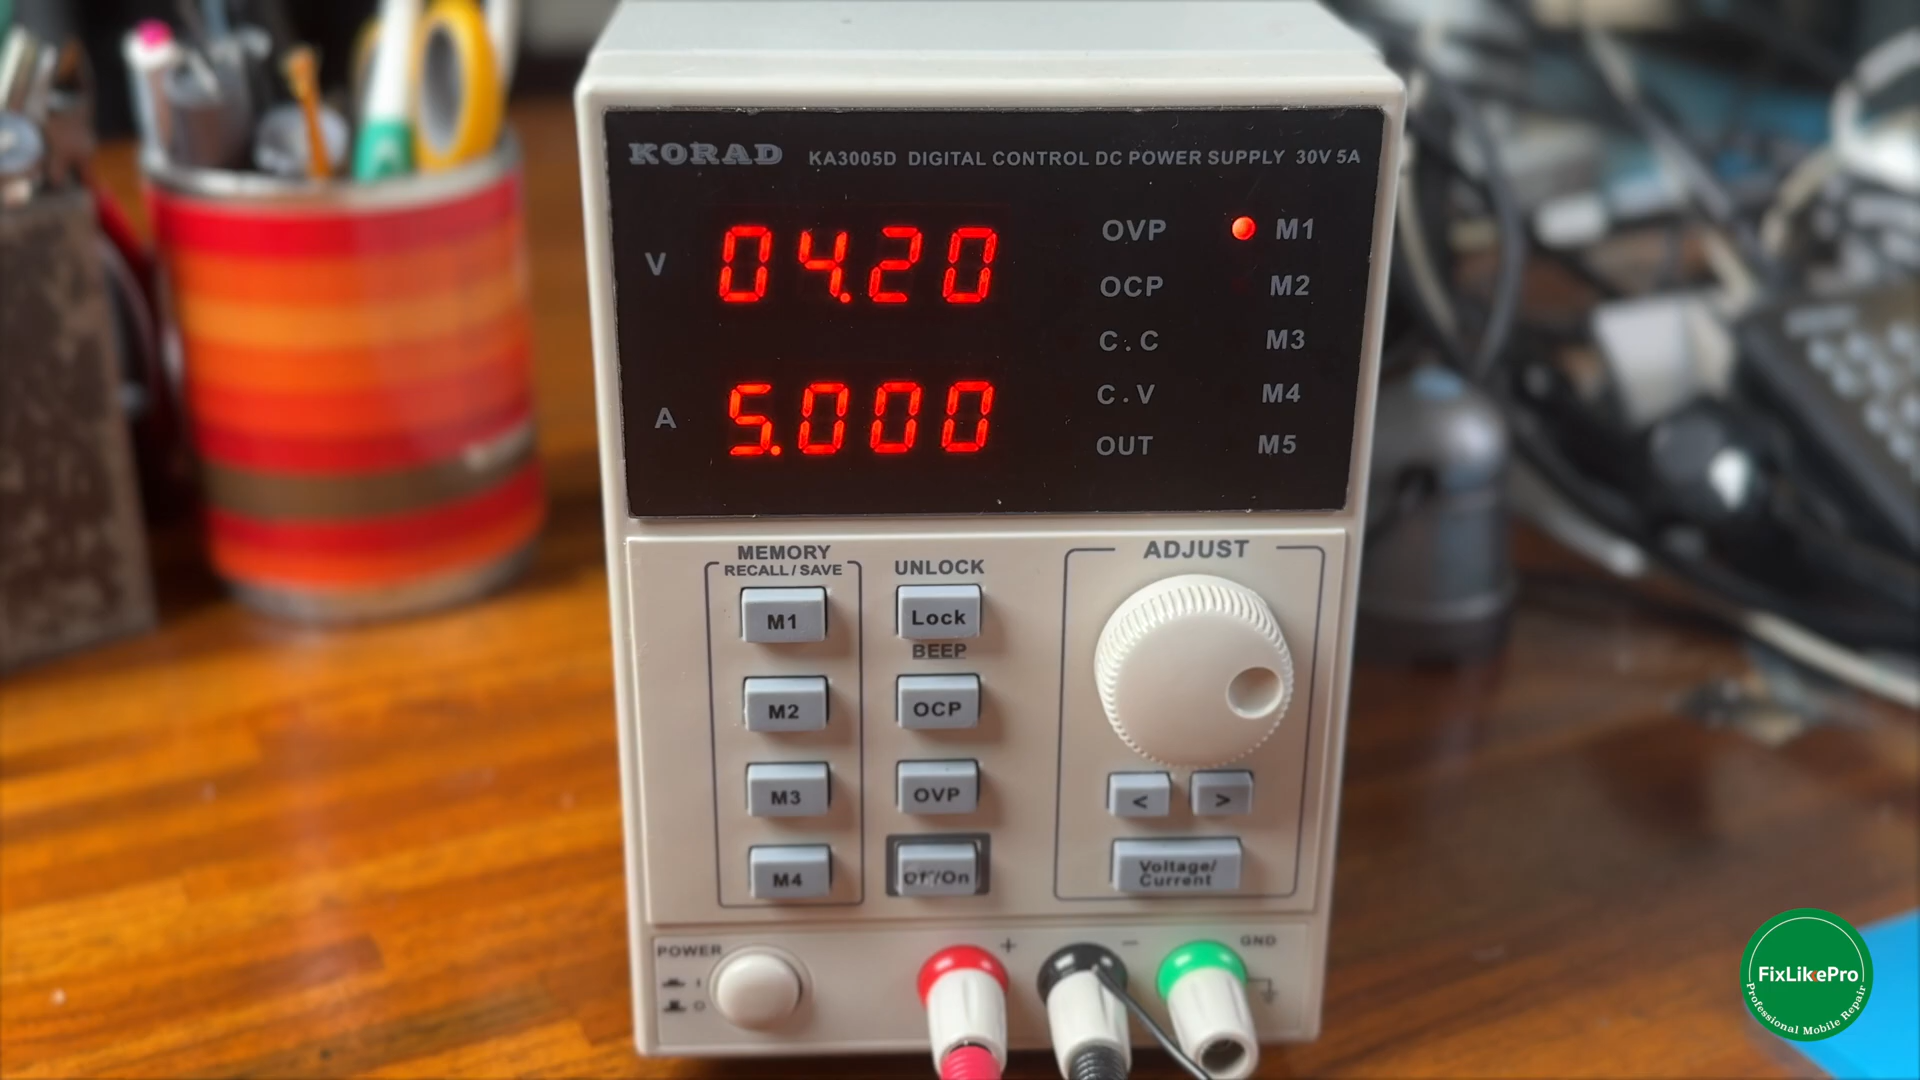 KORAD KA3005D DIGITAL CONTROL DC POWER SUPPLY 30V 5A
V 04.20
A 5.000
OVP M1
OCP M2
C.C M3
C.V M4
OUT M5
MEMORY
RECALL/SAVE
M1
M2
M3
M4
UNLOCK
Lock
BEEP
OCP
OVP
Off/On
ADJUST
< >
Voltage/
Current
POWER
I
O
+
−
GND
FixLikePro
Professional Mobile Repair